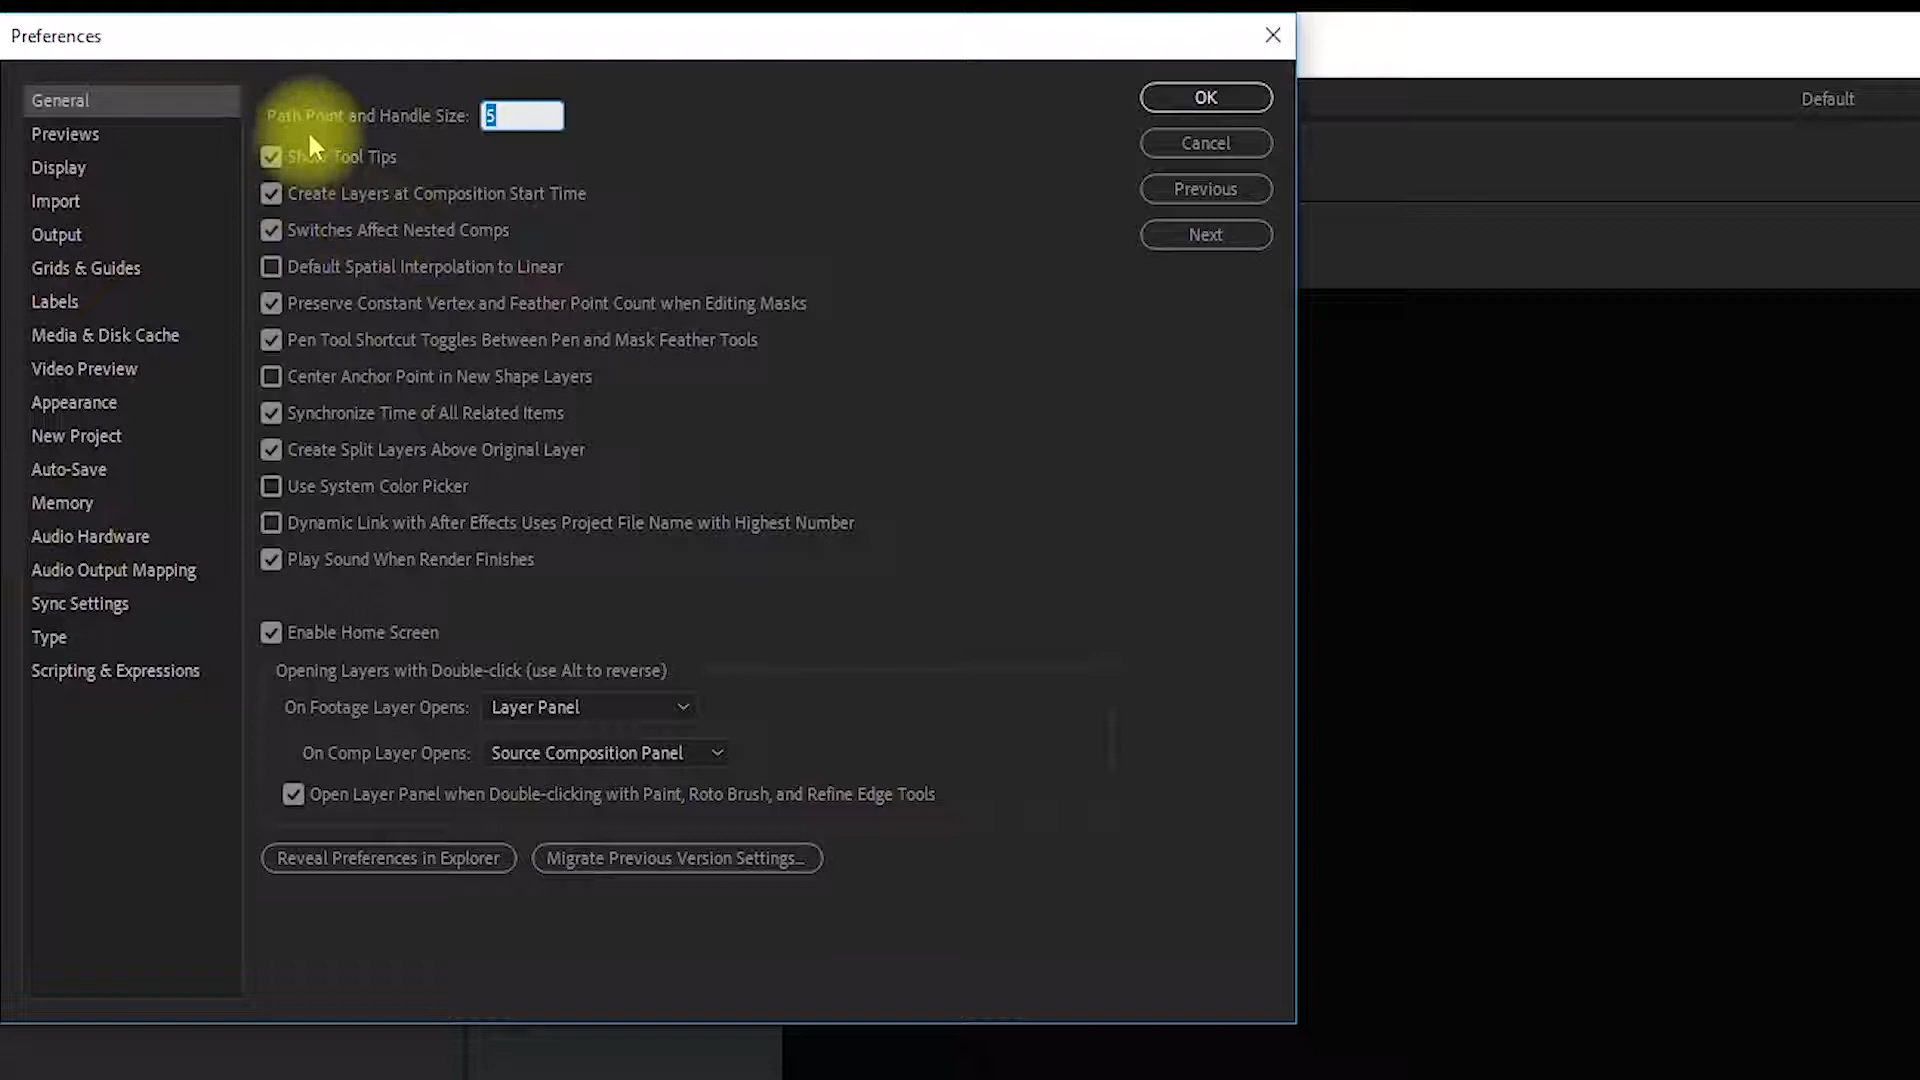 Preferences
General
Previews
Display
Import
Output
Grids & Guides
Labels
Media & Disk Cache
Video Preview
Appearance
New Project
Auto-Save
Memory
Audio Hardware
Audio Output Mapping
Sync Settings
Type
Scripting & Expressions
Path Point and Handle Size: 5
Show Tool Tips
Create Layers at Composition Start Time
Switches Affect Nested Comps
Default Spatial Interpolation to Linear
Preserve Constant Vertex and Feather Point Count when Editing Masks
Pen Tool Shortcut Toggles Between Pen and Mask Feather Tools
Center Anchor Point in New Shape Layers
Synchronize Time of All Related Items
Create Split Layers Above Original Layer
Use System Color Picker
Dynamic Link with After Effects Uses Project File Name with Highest Number
Play Sound When Render Finishes
Enable Home Screen
Opening Layers with Double-click (use Alt to reverse)
On Footage Layer Opens: Layer Panel
On Comp Layer Opens: Source Composition Panel
Open Layer Panel when Double-clicking with Paint, Roto Brush, and Refine Edge Tools
Reveal Preferences in Explorer
Migrate Previous Version Settings...
OK
Cancel
Previous
Next
Default